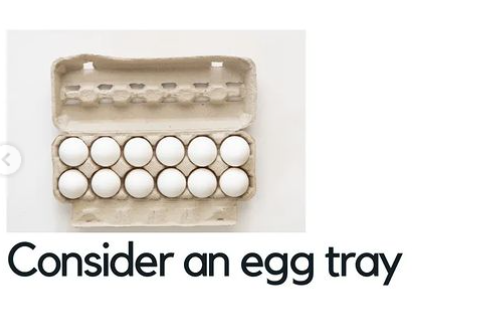 Consider an egg tray